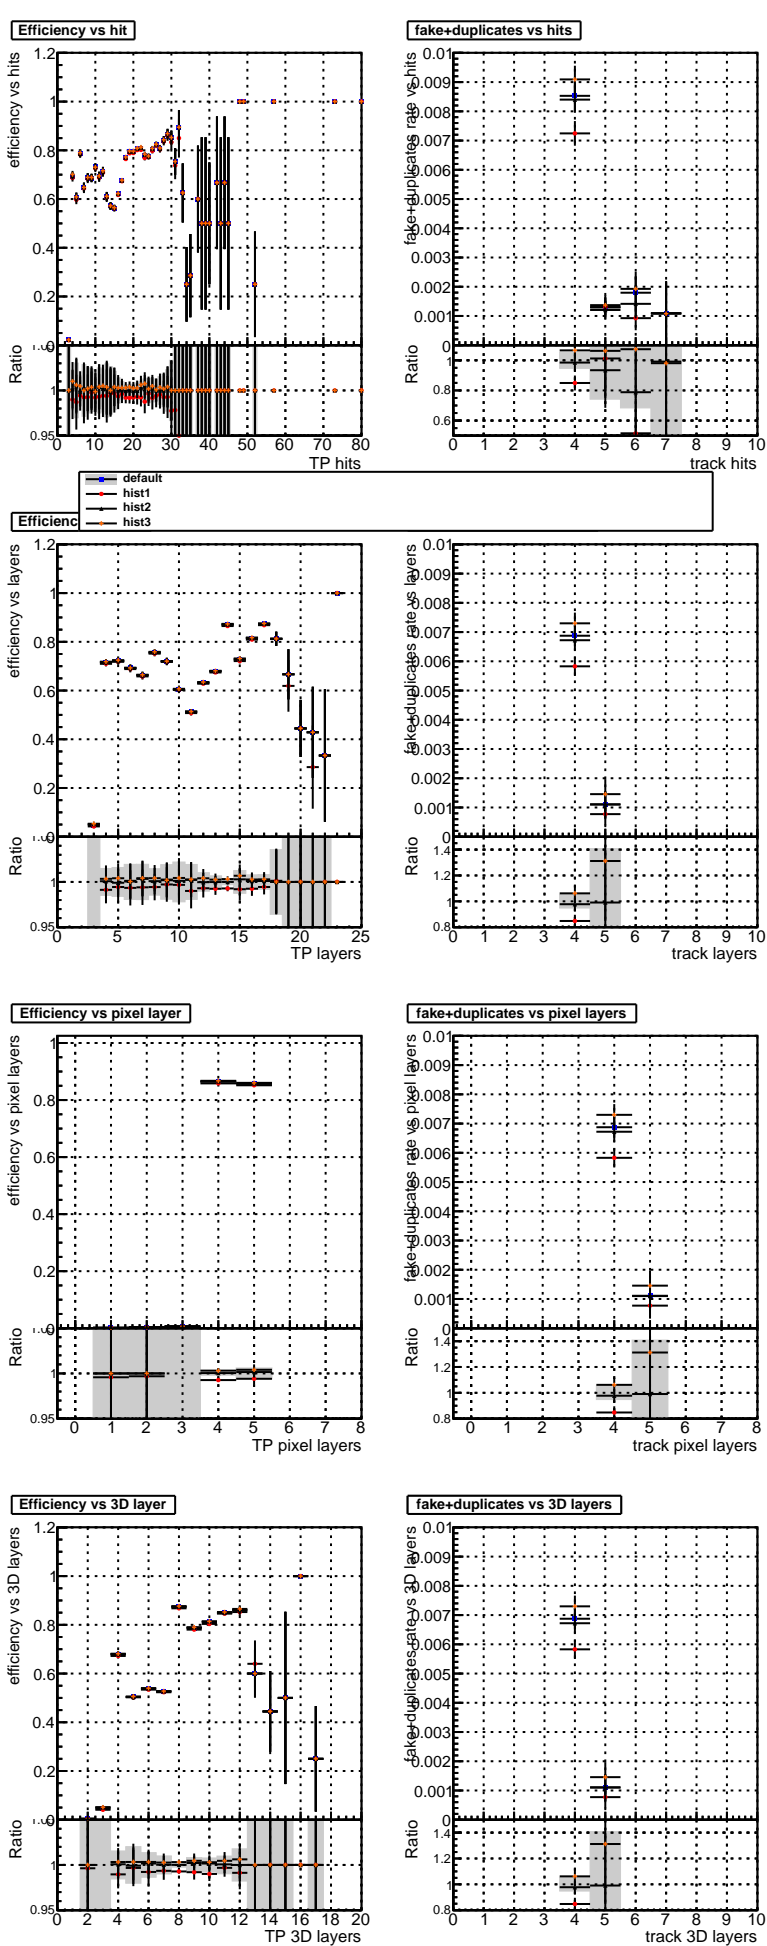 Efficiency vs hit
fake+duplicates vs hits
efficiency vs hits
1.2
1
0.8
0.6
0.4
0.2
Ratio
1
0.95
0 10 20 30 40 50 60 70 80
TP hits
fake+duplicates rate vs hits
0.01
0.009
0.008
0.007
0.006
0.005
0.004
0.003
0.002
0.001
0
Ratio
1
0.8
0.6
0 1 2 3 4 5 6 7 8 9 10
track hits
default
hist1
hist2
hist3
Efficienc
efficiency vs layers
1.2
1
0.8
0.6
0.4
0.2
Ratio
1
0.95
0 5 10 15 20 25
TP layers
fake+duplicates rate vs layers
0.01
0.009
0.008
0.007
0.006
0.005
0.004
0.003
0.002
0.001
0
Ratio
1.4
1.2
1
0.8
0 1 2 3 4 5 6 7 8 9 10
track layers
Efficiency vs pixel layer
fake+duplicates vs pixel layers
efficiency vs pixel layers
1
0.8
0.6
0.4
0.2
Ratio
1
0.95
0 1 2 3 4 5 6 7 8
TP pixel layers
fake+duplicates rate vs pixel layers
0.01
0.009
0.008
0.007
0.006
0.005
0.004
0.003
0.002
0.001
0
Ratio
1.4
1.2
1
0.8
0 1 2 3 4 5 6 7 8
track pixel layers
Efficiency vs 3D layer
fake+duplicates vs 3D layers
efficiency vs 3D layers
1.2
1
0.8
0.6
0.4
0.2
Ratio
1
0.95
0 2 4 6 8 10 12 14 16 18 20
TP 3D layers
fake+duplicates rate vs 3D layers
0.01
0.009
0.008
0.007
0.006
0.005
0.004
0.003
0.002
0.001
0
Ratio
1.4
1.2
1
0.8
0 1 2 3 4 5 6 7 8 9 10
track 3D layers